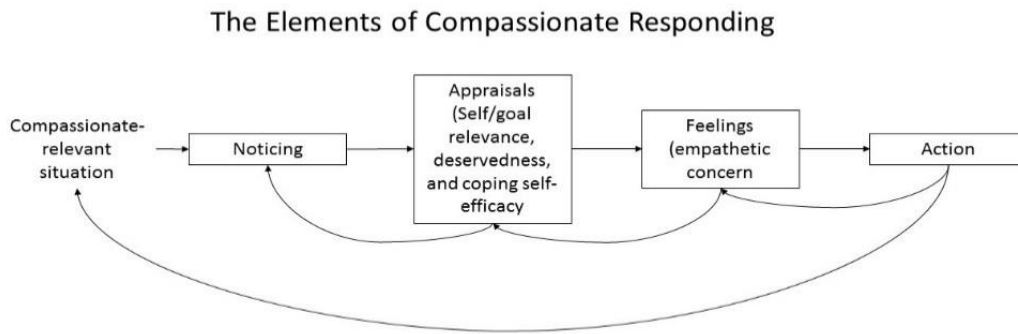 The Elements of Compassionate Responding
Compassionate-
relevant
situation
Noticing
Appraisals
(Self/goal
relevance,
deservedness,
and coping self-
efficacy
Feelings
(empathetic
concern
Action